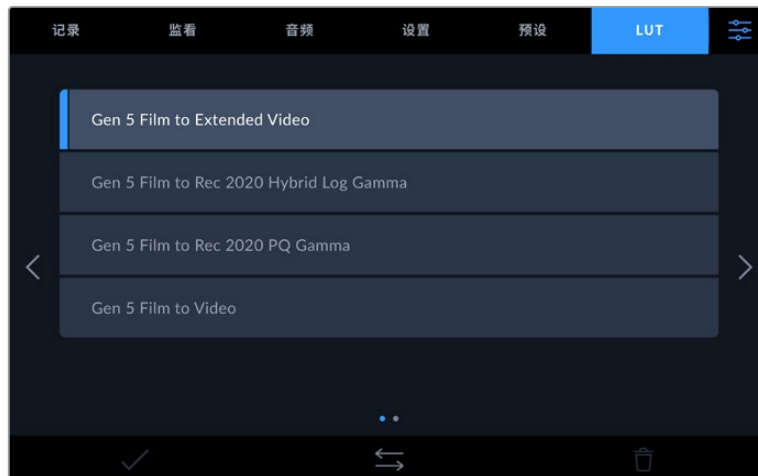 记录 监看 音频 设置 预设 LUT
Gen 5 Film to Extended Video
Gen 5 Film to Rec 2020 Hybrid Log Gamma
Gen 5 Film to Rec 2020 PQ Gamma
Gen 5 Film to Video